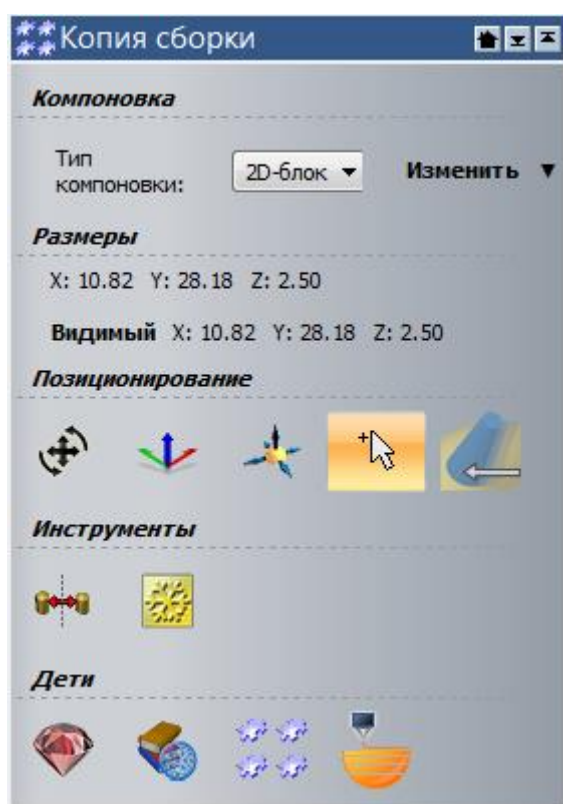 Копия сборки
Компоновка
Тип
компоновки:
2D-блок
Изменить
Размеры
X: 10.82 Y: 28.18 Z: 2.50
Видимый X: 10.82 Y: 28.18 Z: 2.50
Позиционирование
Инструменты
Дети